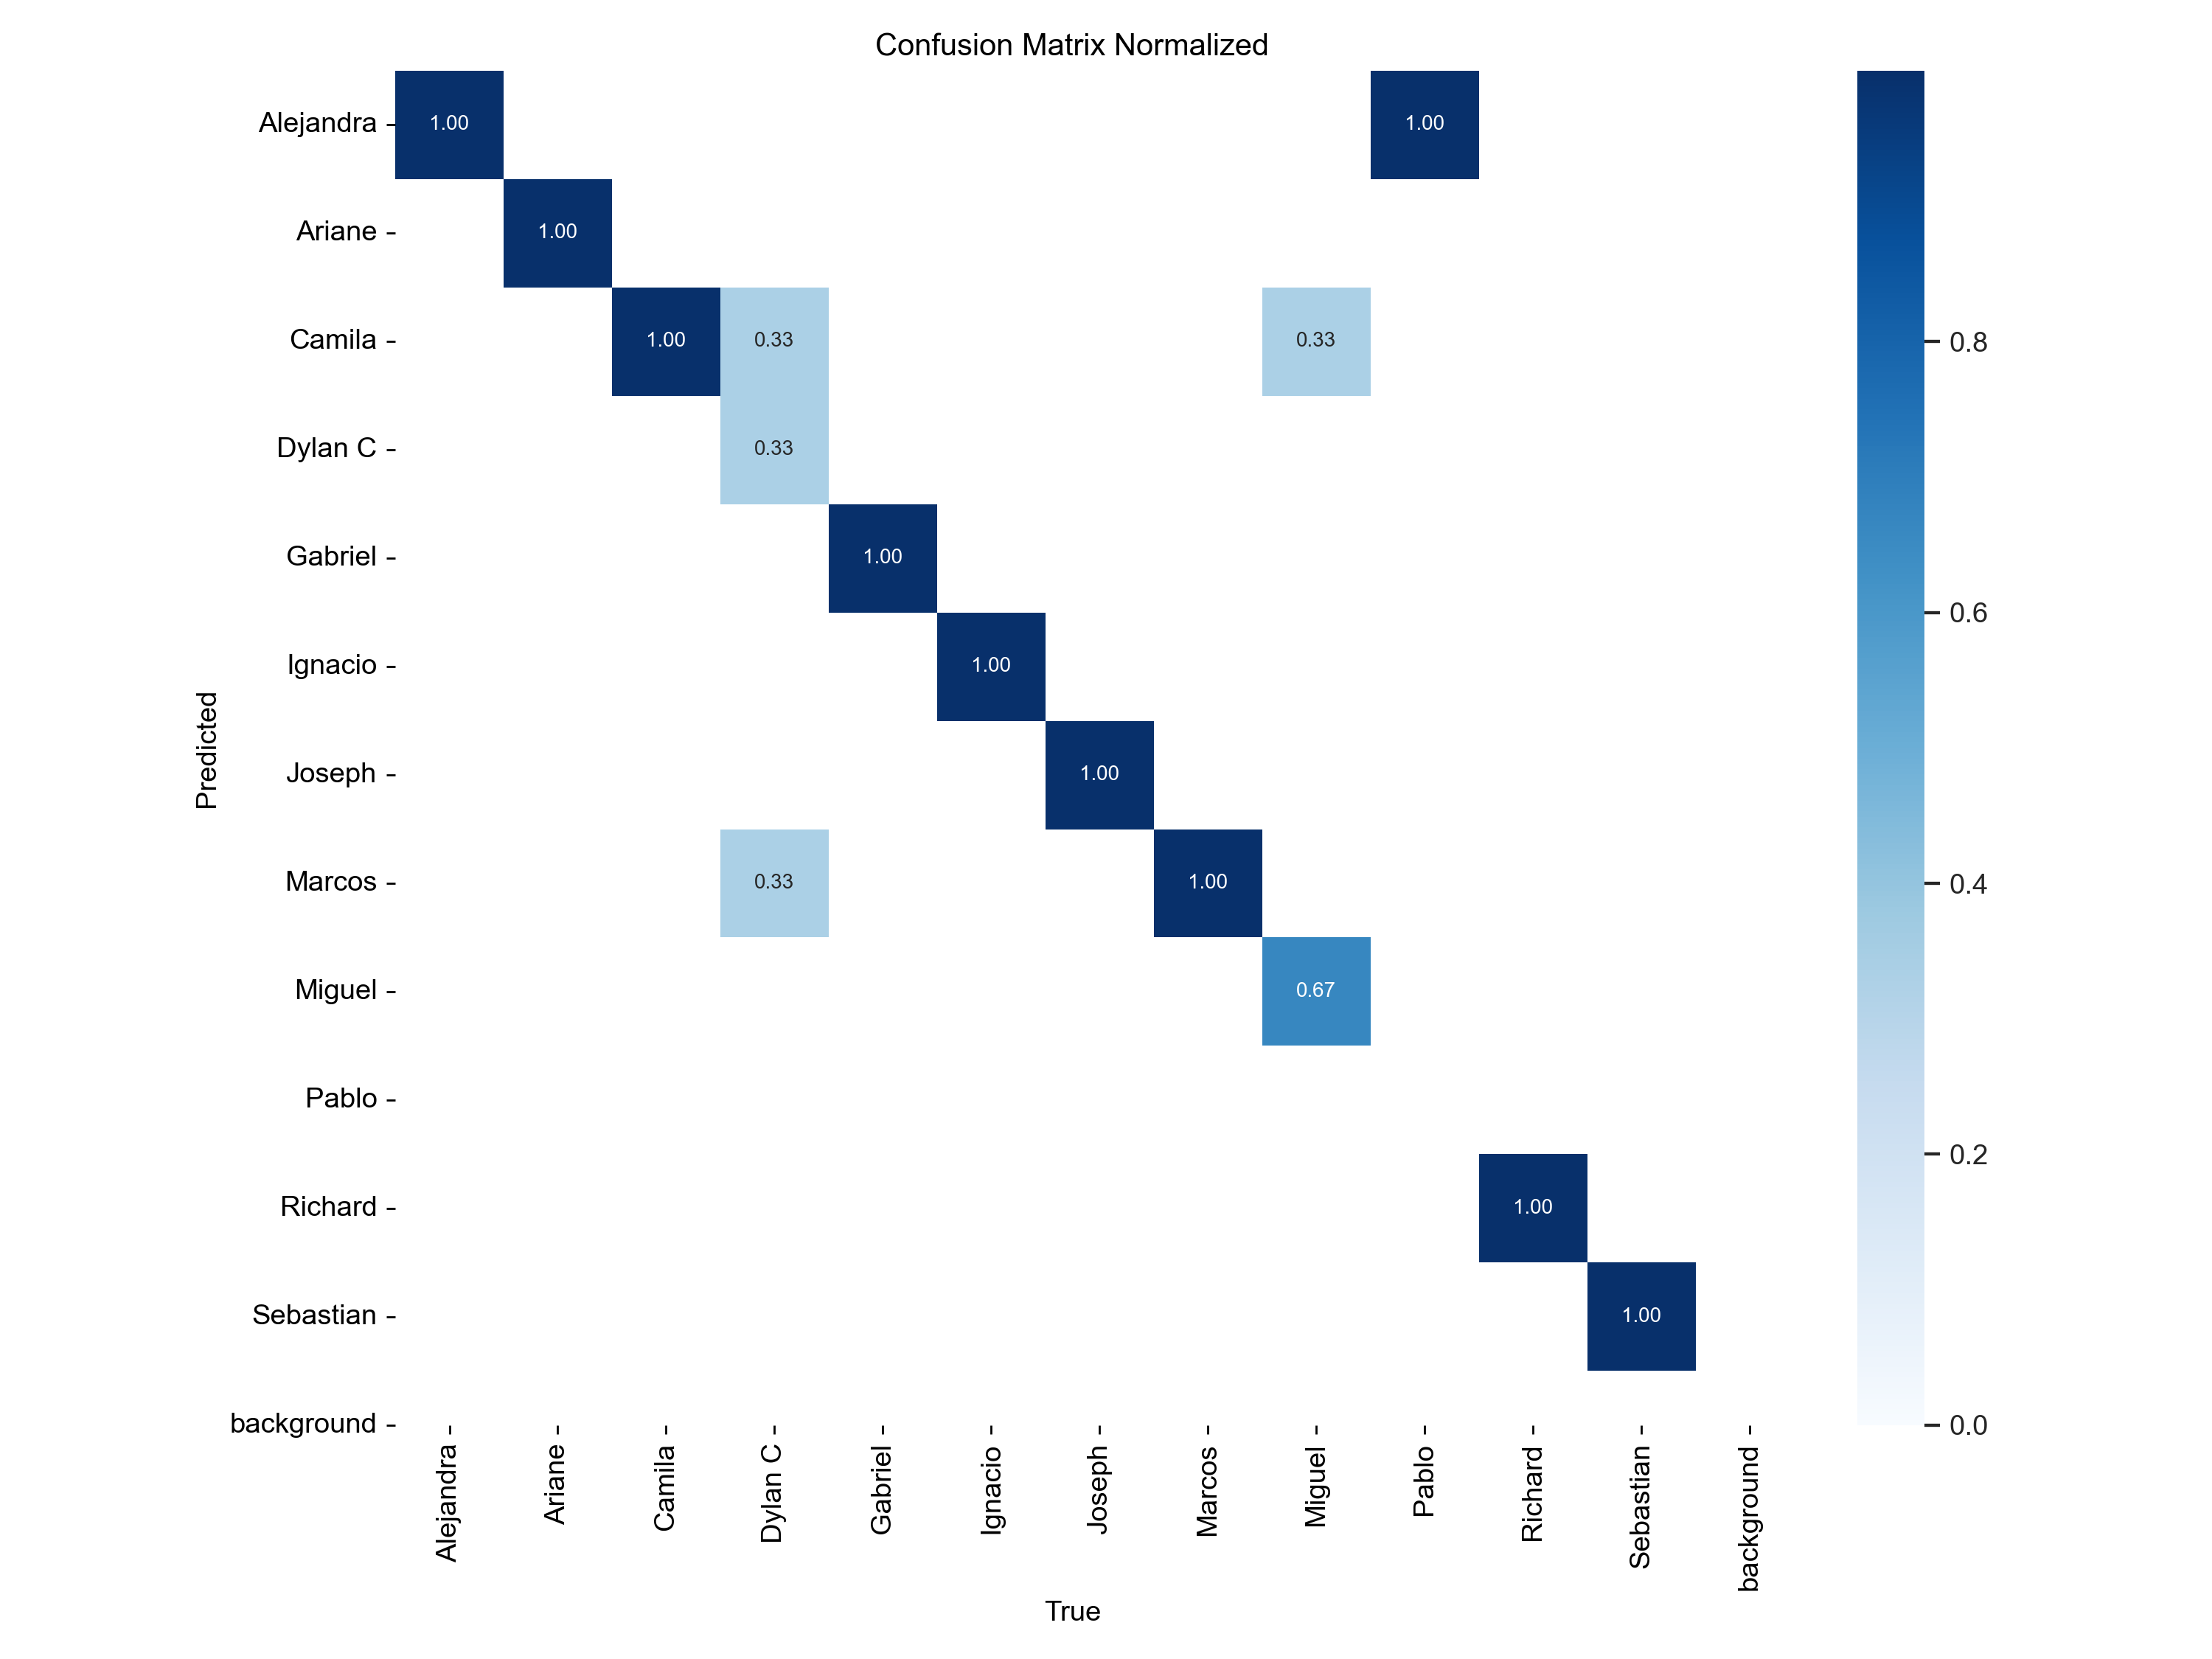 Confusion Matrix Normalized
Alejandra
1.00
1.00
Ariane
1.00
Camila
1.00
0.33
0.33
0.8
Dylan C
0.33
Gabriel
1.00
0.6
Ignacio
1.00
Predicted
Joseph
1.00
Marcos
0.33
1.00
0.4
Miguel
0.67
Pablo
0.2
Richard
1.00
Sebastian
1.00
background
0.0
Alejandra
Ariane
Camila
Dylan C
Gabriel
Ignacio
Joseph
Marcos
Miguel
Pablo
Richard
Sebastian
background
True